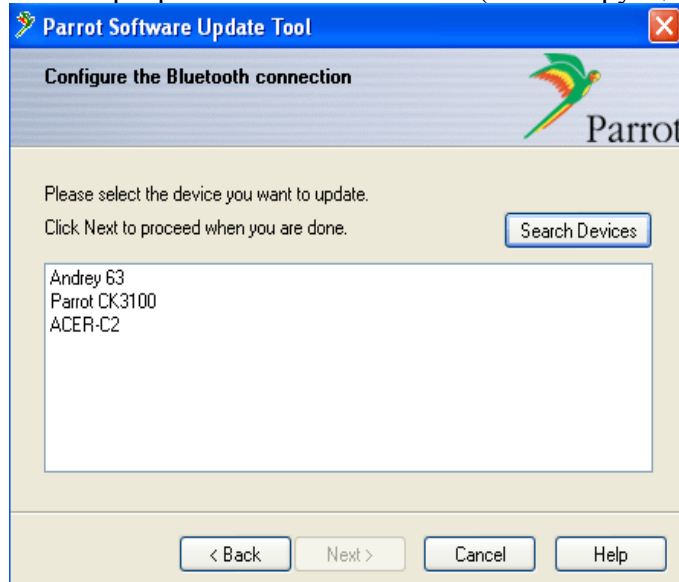 Parrot Software Update Tool
Configure the Bluetooth connection
Parrot
Please select the device you want to update.
Click Next to proceed when you are done.
Search Devices
Andrey 63
Parrot CK3100
ACER-C2
< Back
Next >
Cancel
Help